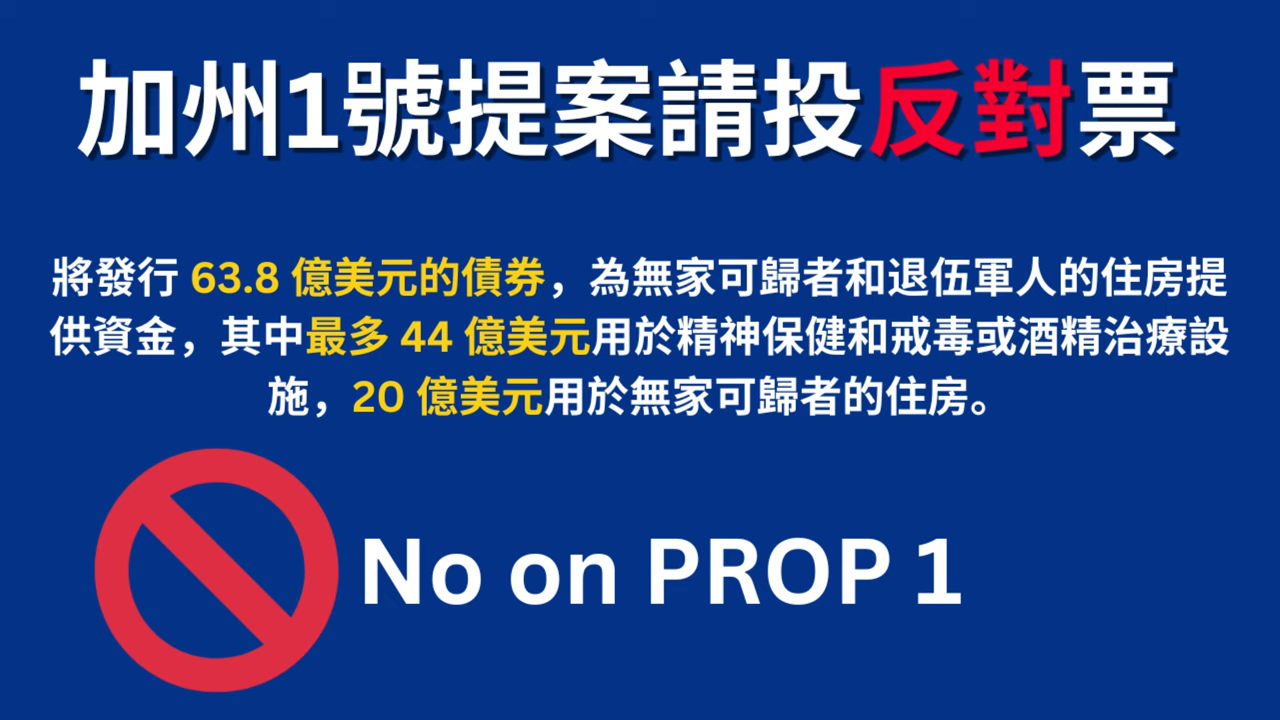 加州1號提案請投反對票
將發行 63.8 億美元的債券，為無家可歸者和退伍軍人的住房提
供資金，其中最多 44 億美元用於精神保健和戒毒或酒精治療設
施，20 億美元用於無家可歸者的住房。
No on PROP 1